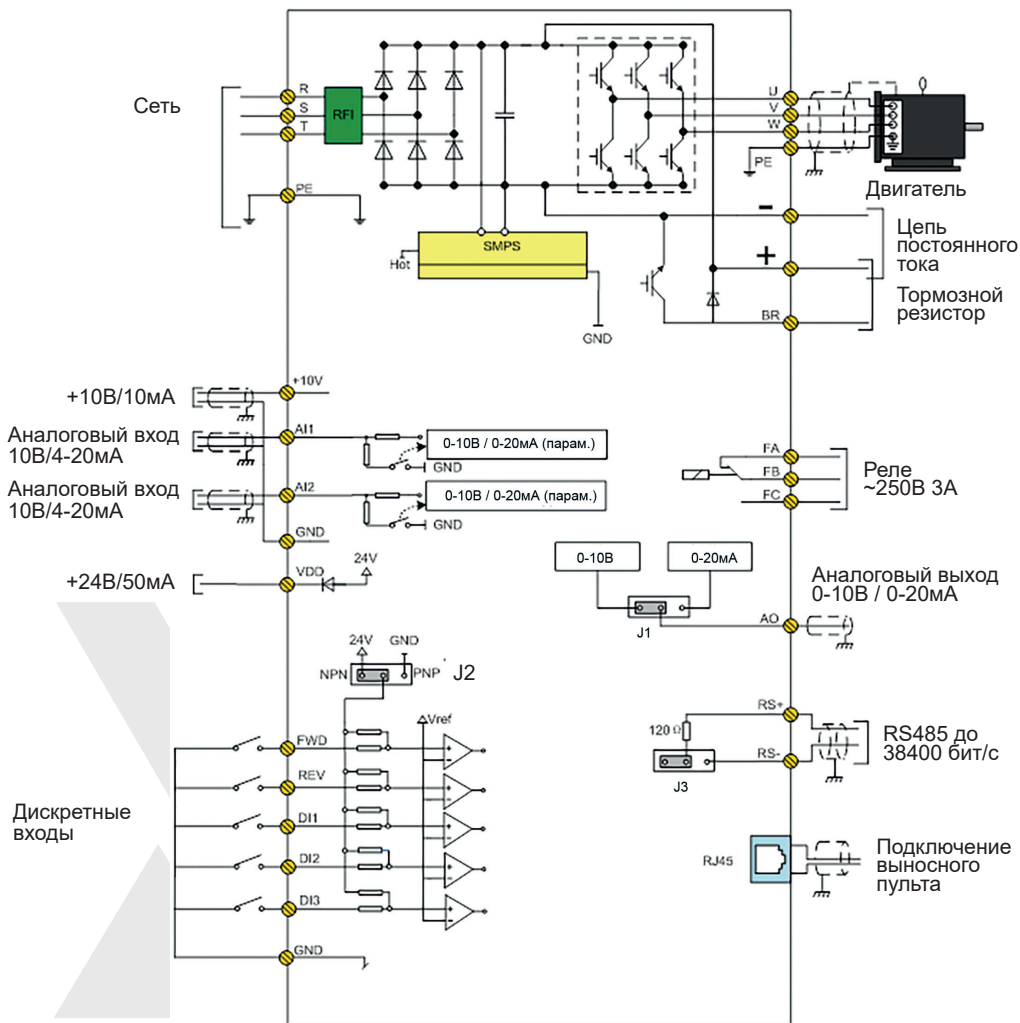 Сеть
R
S
T
RFI
PE
U
V
W
PE
Двигатель
SMPS
Hot
GND
-
+
BR
Цепь
постоянного
тока
Тормозной
резистор
+10В/10мА
+10V
Аналоговый вход
10В/4-20мА
AI1
0-10В / 0-20мА (парам.)
GND
Аналоговый вход
10В/4-20мА
AI2
0-10В / 0-20мА (парам.)
GND
GND
+24В/50мА
VDD
24V
FA
FB
FC
Реле
~250В 3А
0-10В
0-20мА
J1
AO
Аналоговый выход
0-10В / 0-20мА
24V
GND
NPN
PNP
J2
Vref
FWD
REV
DI1
DI2
DI3
GND
Дискретные
входы
RS+
120 Ω
RS-
J3
RS485 до
38400 бит/с
RJ45
Подключение
выносного
пульта